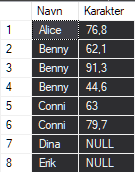 Navn Karakter
1 Alice 76,8
2 Benny 62,1
3 Benny 91,3
4 Benny 44,6
5 Conni 63
6 Conni 79,7
7 Dina NULL
8 Erik NULL